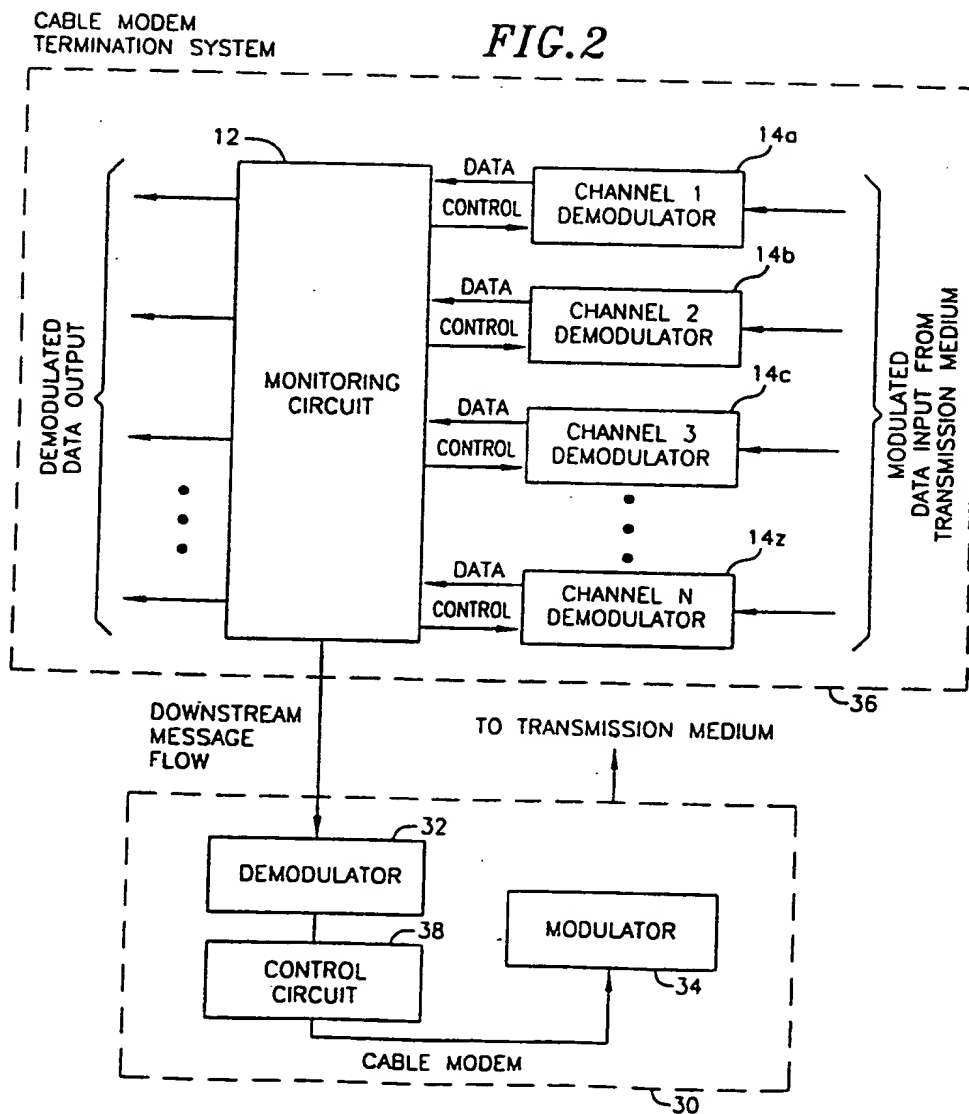 CABLE MODEM
TERMINATION SYSTEM
FIG.2
12
14a
DATA
CONTROL
CHANNEL 1
DEMODULATOR
14b
DATA
CONTROL
CHANNEL 2
DEMODULATOR
DEMODULATED
DATA OUTPUT
MONITORING
CIRCUIT
14c
DATA
CONTROL
CHANNEL 3
DEMODULATOR
MODULATED
DATA INPUT FROM
TRANSMISSION MEDIUM
14z
DATA
CONTROL
CHANNEL N
DEMODULATOR
36
DOWNSTREAM
MESSAGE
FLOW
TO TRANSMISSION MEDIUM
32
DEMODULATOR
38
CONTROL
CIRCUIT
MODULATOR
34
CABLE MODEM
30